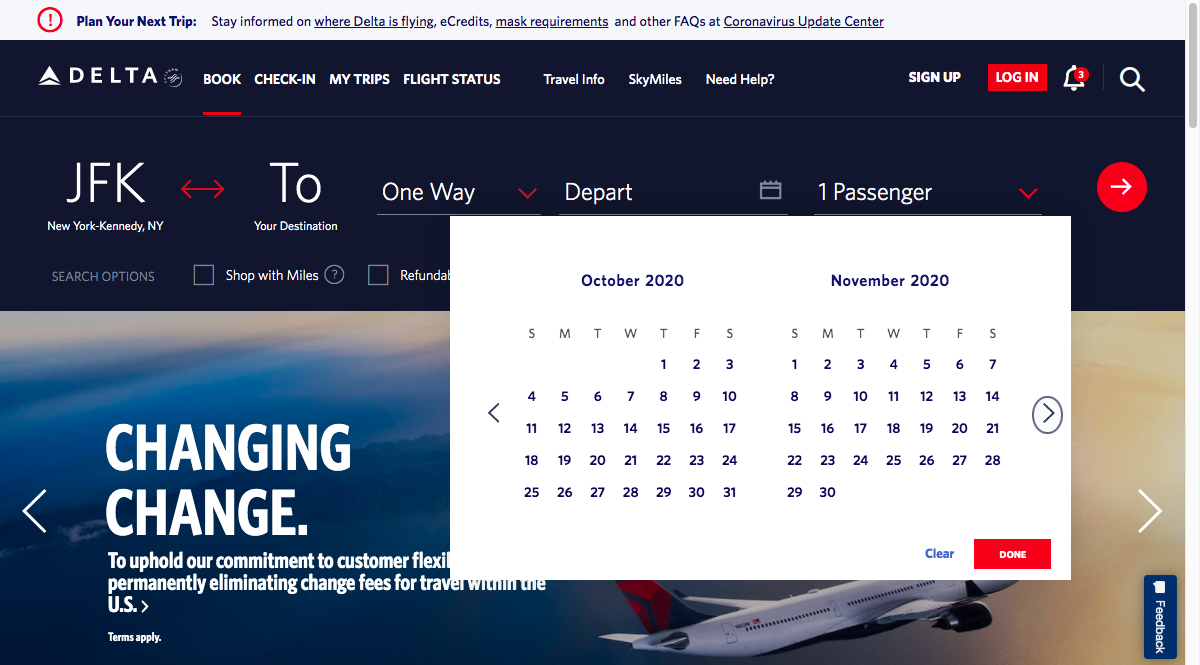 ! Plan Your Next Trip: Stay informed on where Delta is flying, eCredits, mask requirements and other FAQs at Coronavirus Update Center
DELTA BOOK CHECK-IN MY TRIPS FLIGHT STATUS Travel Info SkyMiles Need Help? SIGN UP LOG IN 3
JFK To One Way Depart 1 Passenger
New York-Kennedy, NY Your Destination
SEARCH OPTIONS Shop with Miles ? Refundab
October 2020 November 2020
S M T W T F S S M T W T F S
1 2 3 1 2 3 4 5 6 7
4 5 6 7 8 9 10 8 9 10 11 12 13 14
11 12 13 14 15 16 17 15 16 17 18 19 20 21
18 19 20 21 22 23 24 22 23 24 25 26 27 28
25 26 27 28 29 30 31 29 30
Clear DONE
CHANGING
CHANGE.
To uphold our commitment to customer flexil
permanently eliminating change fees for travel within the
U.S. >
Terms apply.
Feedback